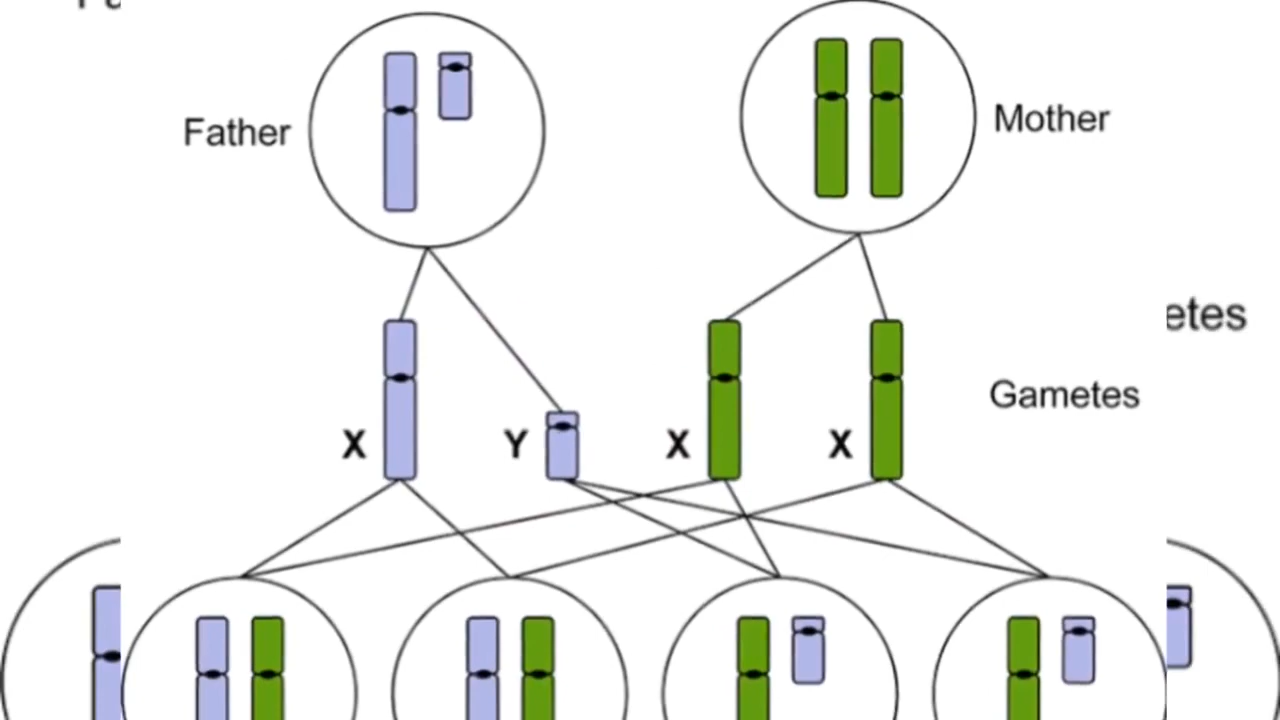 Father
Mother
etes
Gametes
X
Y
X
X